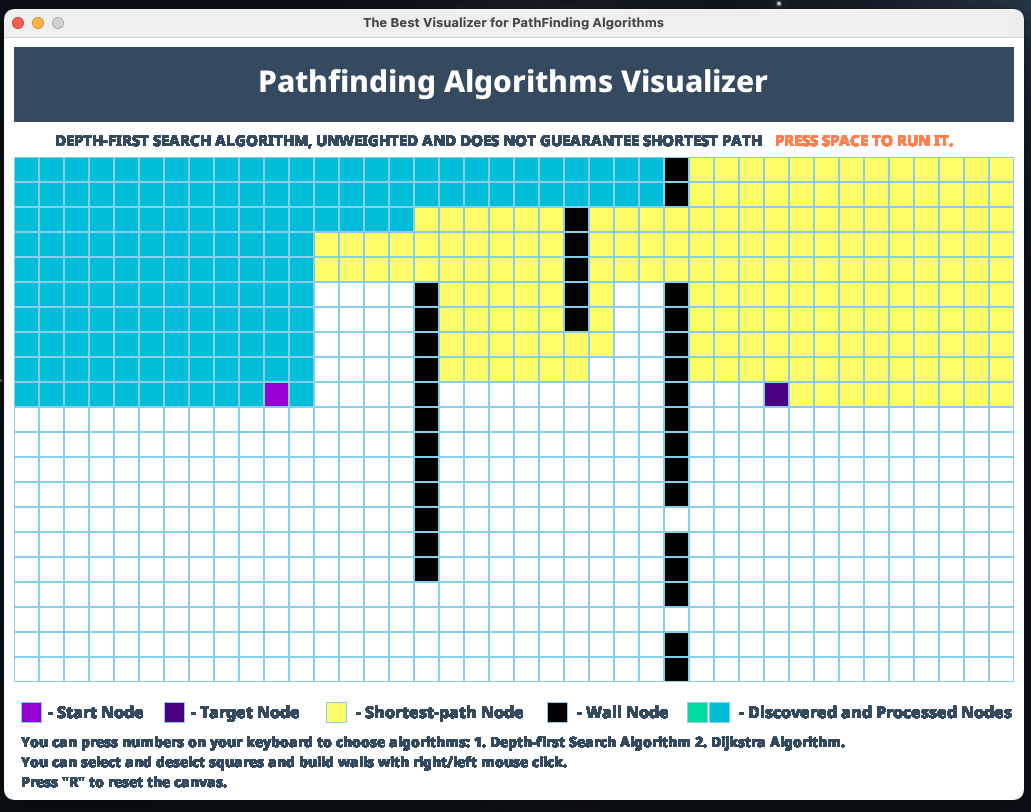 The Best Visualizer for PathFinding Algorithms
Pathfinding Algorithms Visualizer
DEPTH-FIRST SEARCH ALGORITHM, UNWEIGHTED AND DOES NOT GUEARANTEE SHORTEST PATH PRESS SPACE TO RUN IT.
- Start Node - Target Node - Shortest-path Node - Wall Node - Discovered and Processed Nodes
You can press numbers on your keyboard to choose algorithms: 1. Depth-first Search Algorithm 2. Dijkstra Algorithm.
You can select and deselct squares and build walls with right/left mouse click.
Press "R" to reset the canvas.